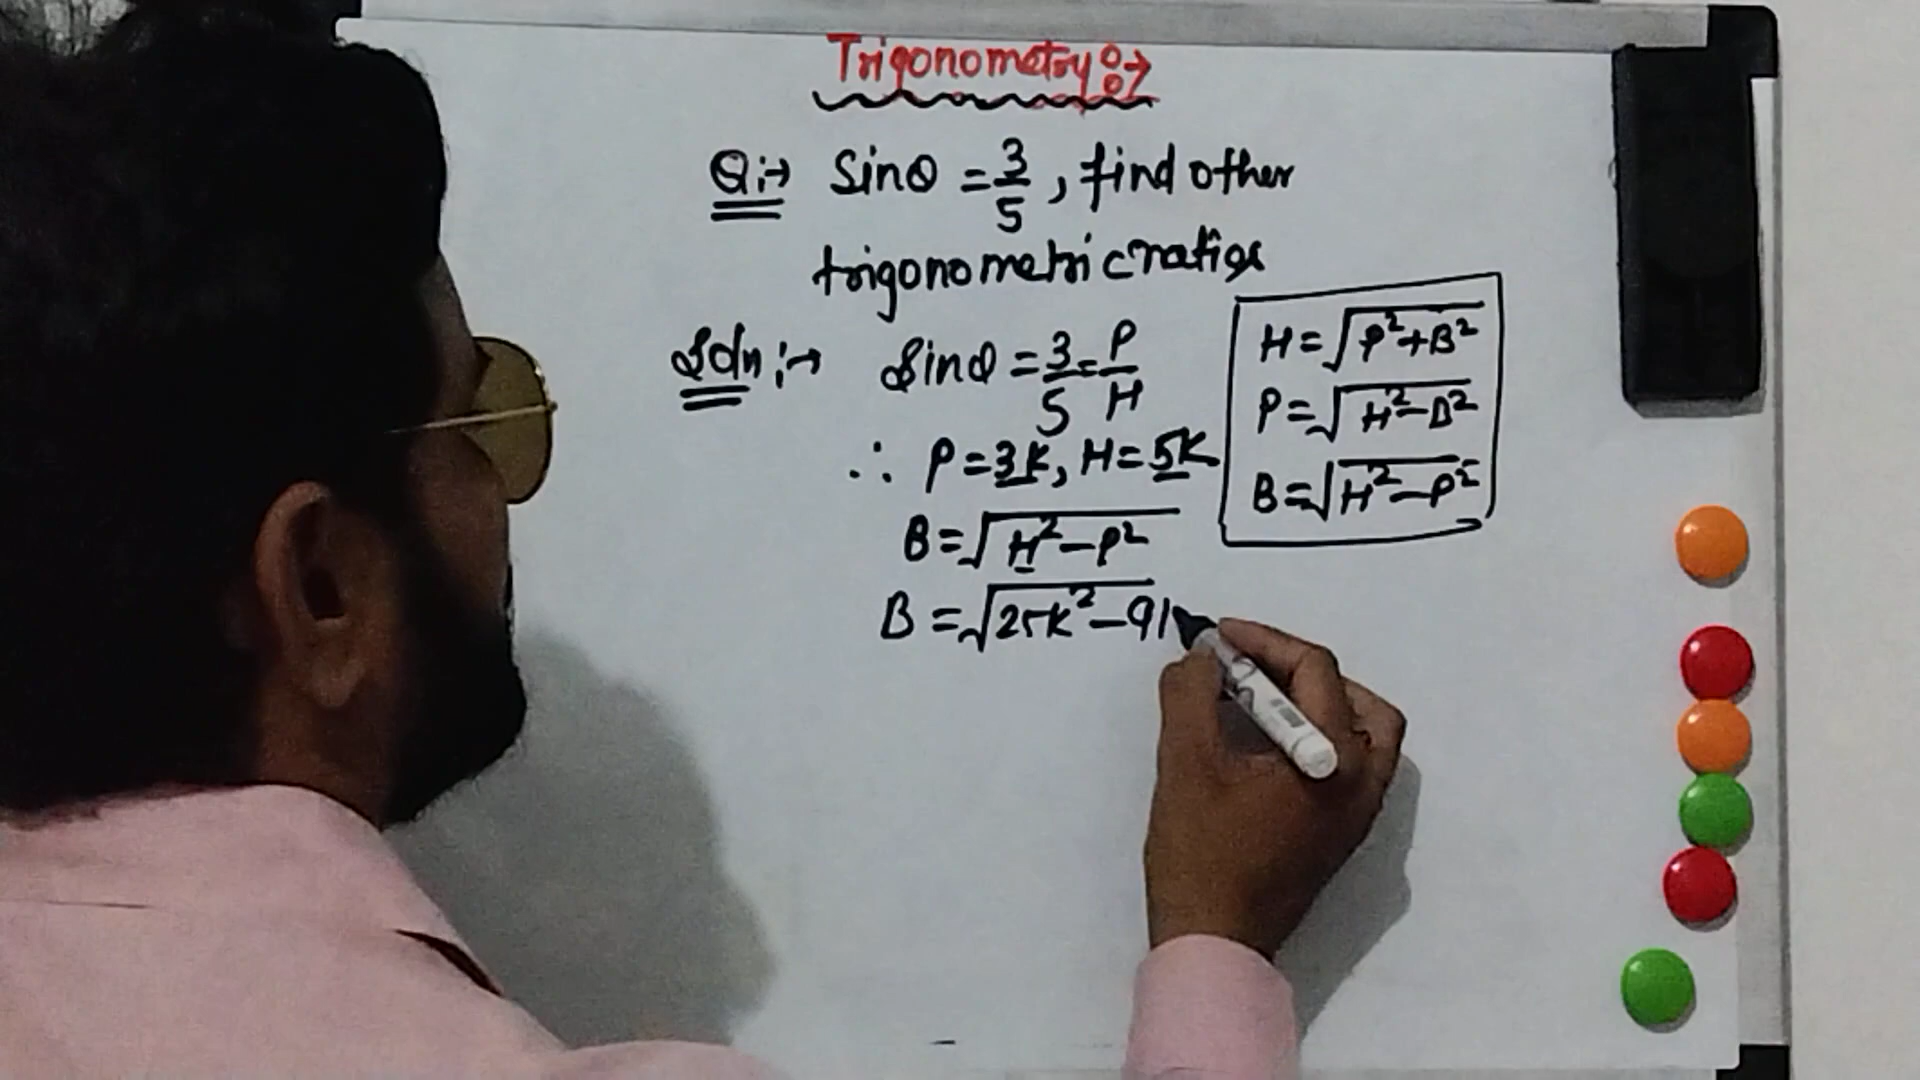 Trigonometry:→
Q:→ Sinθ = 3/5, find other
trigonometric ratios
Soln:→ Sinθ = 3/5 = P/H
∴ P = 3K, H = 5K
B = √(H² – P²)
B = √(25K² – 9
H = √(P² + B²)
P = √(H² – B²)
B = √(H² – P²)